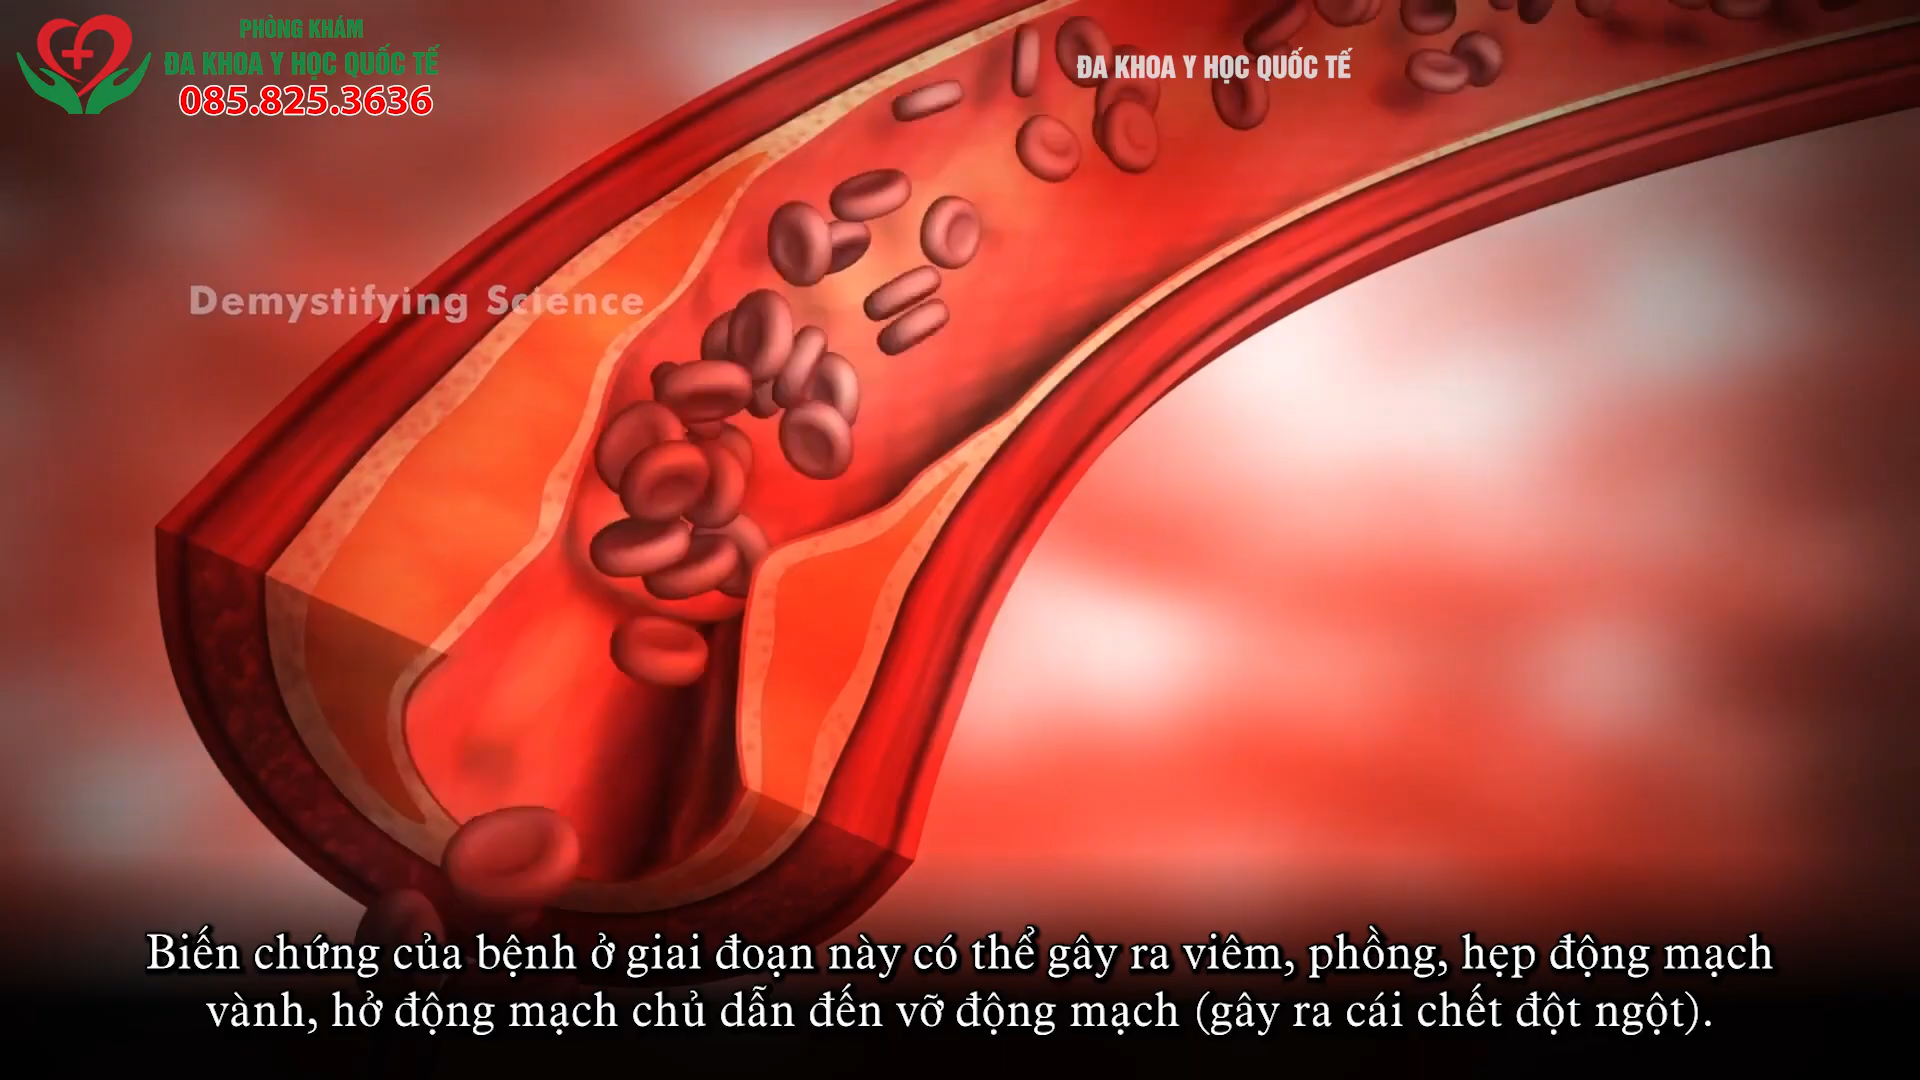 PHÒNG KHÁM
ĐA KHOA Y HỌC QUỐC TẾ
085.825.3636
ĐA KHOA Y HỌC QUỐC TẾ
Demystifying Science
Biến chứng của bệnh ở giai đoạn này có thể gây ra viêm, phồng, hẹp động mạch
vành, hở động mạch chủ dẫn đến vỡ động mạch (gây ra cái chết đột ngột).